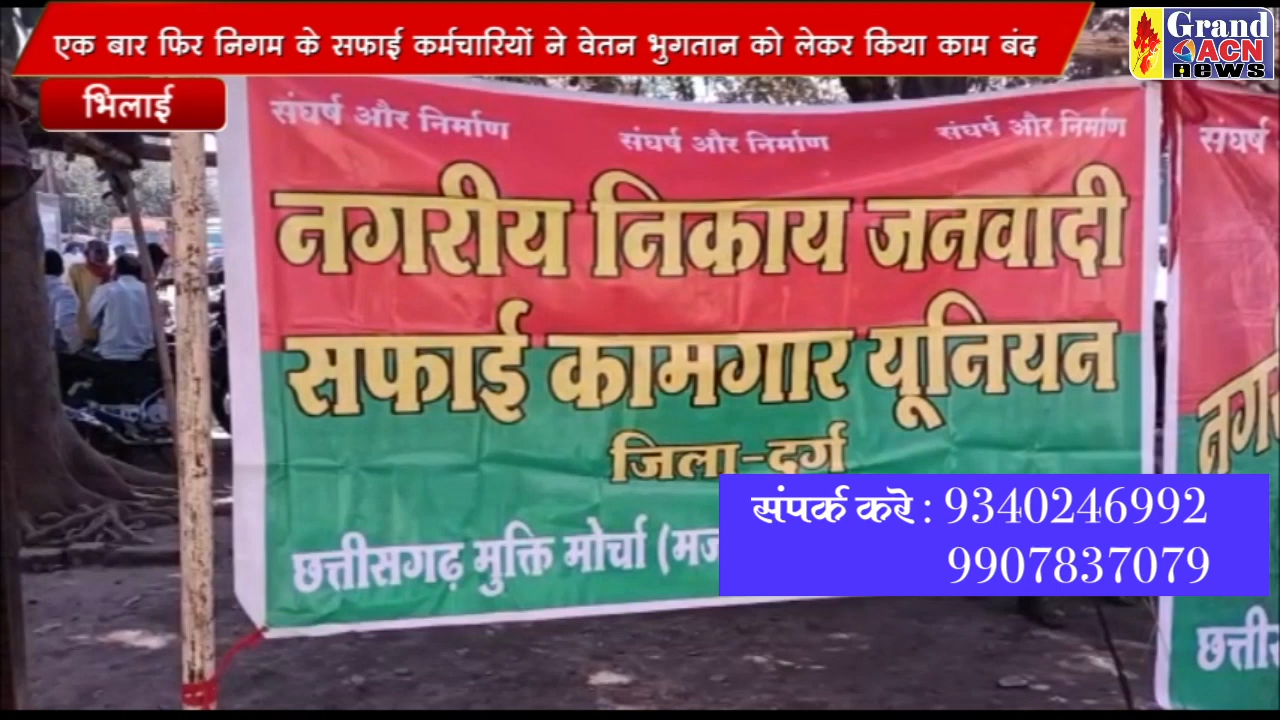 एक बार फिर निगम के सफाई कर्मचारियों ने वेतन भुगतान को लेकर किया काम बंद
Grand
ACN
news
भिलाई
संघर्ष और निर्माण संघर्ष और निर्माण संघर्ष और निर्माण
नगरीय निकाय जनवादी
सफाई कामगार यूनियन
जिला-दुर्ग
छत्तीसगढ़ मुक्ति मोर्चा
संपर्क करे : 9340246992
9907837079
संघर्ष